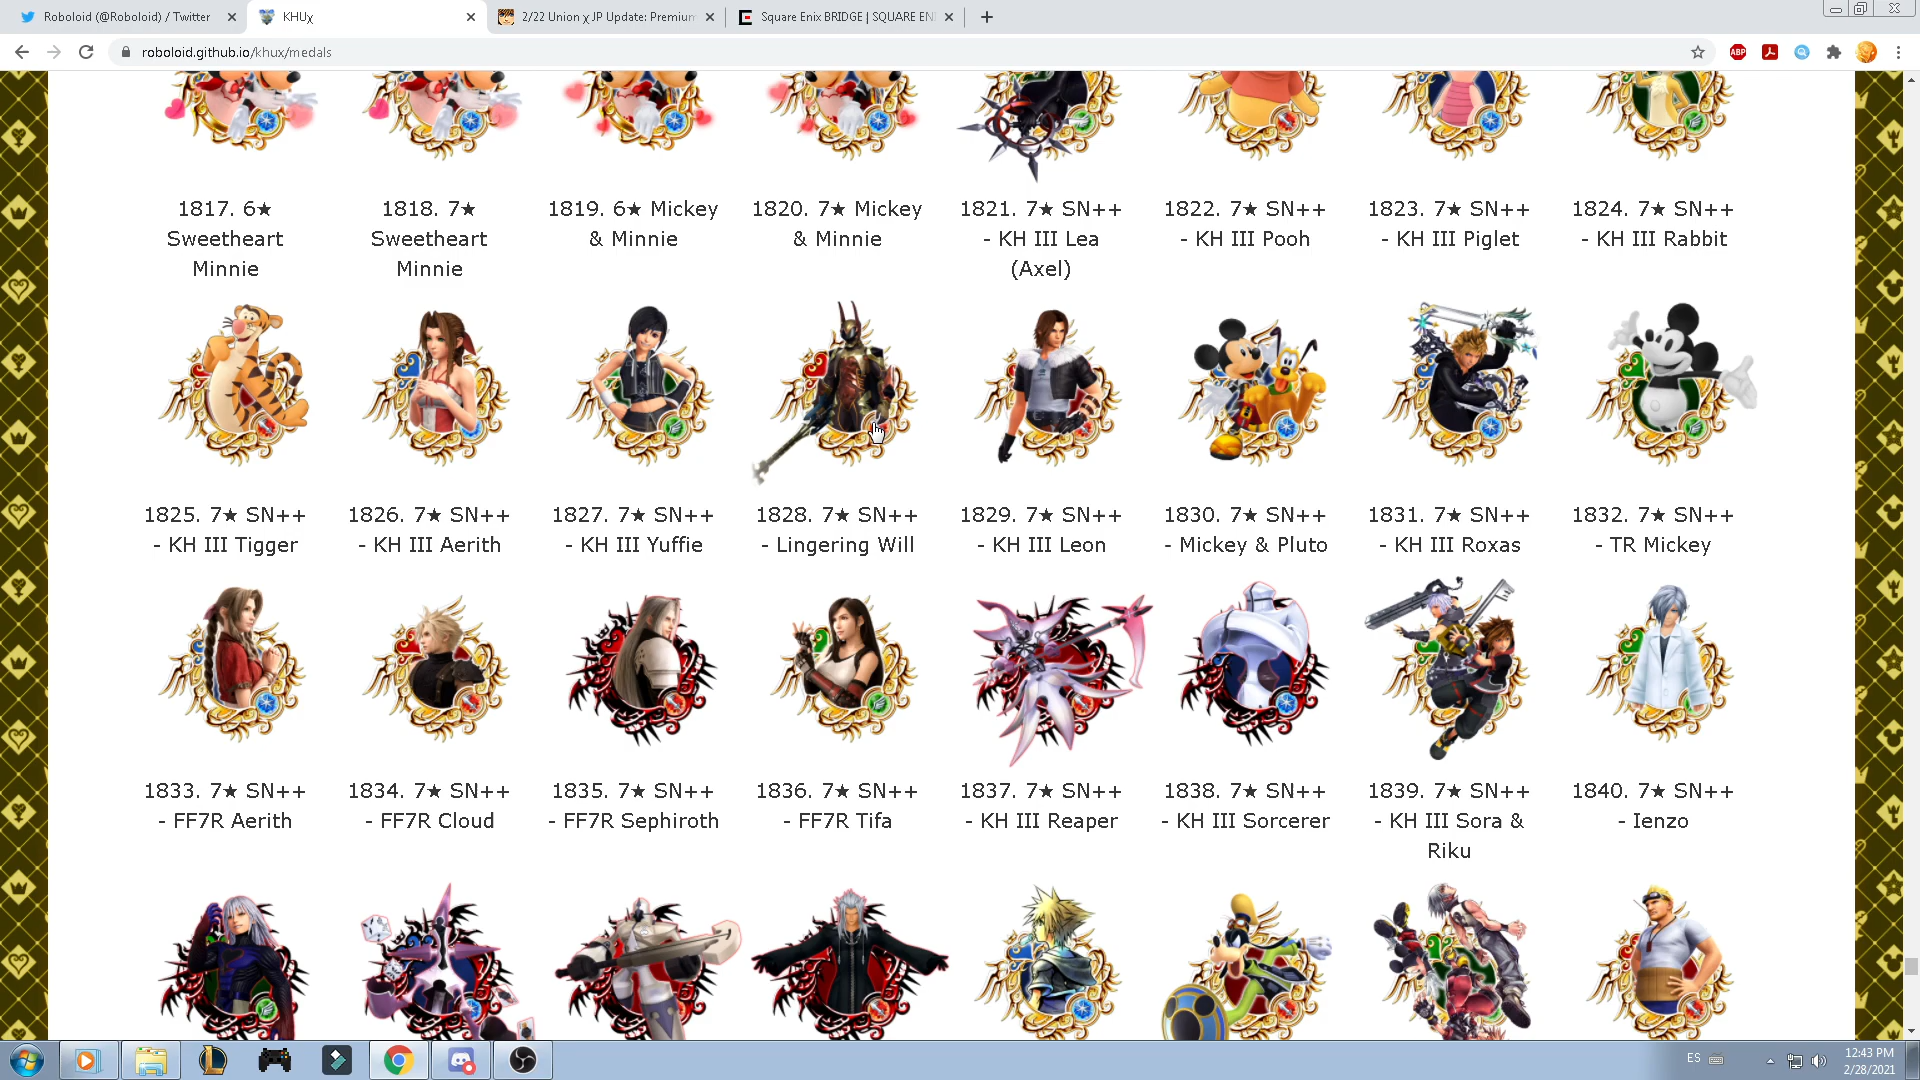 Roboloid (@Roboloid) / Twitter
KHUχ
2/22 Union χ JP Update: Premium
Square Enix BRIDGE | SQUARE EN
roboloid.github.io/khux/medals
ABP
1817. 6★ Sweetheart Minnie
1818. 7★ Sweetheart Minnie
1819. 6★ Mickey & Minnie
1820. 7★ Mickey & Minnie
1821. 7★ SN++ - KH III Lea (Axel)
1822. 7★ SN++ - KH III Pooh
1823. 7★ SN++ - KH III Piglet
1824. 7★ SN++ - KH III Rabbit
1825. 7★ SN++ - KH III Tigger
1826. 7★ SN++ - KH III Aerith
1827. 7★ SN++ - KH III Yuffie
1828. 7★ SN++ - Lingering Will
1829. 7★ SN++ - KH III Leon
1830. 7★ SN++ - Mickey & Pluto
1831. 7★ SN++ - KH III Roxas
1832. 7★ SN++ - TR Mickey
1833. 7★ SN++ - FF7R Aerith
1834. 7★ SN++ - FF7R Cloud
1835. 7★ SN++ - FF7R Sephiroth
1836. 7★ SN++ - FF7R Tifa
1837. 7★ SN++ - KH III Reaper
1838. 7★ SN++ - KH III Sorcerer
1839. 7★ SN++ - KH III Sora & Riku
1840. 7★ SN++ - Ienzo
ES
12:43 PM
2/28/2021